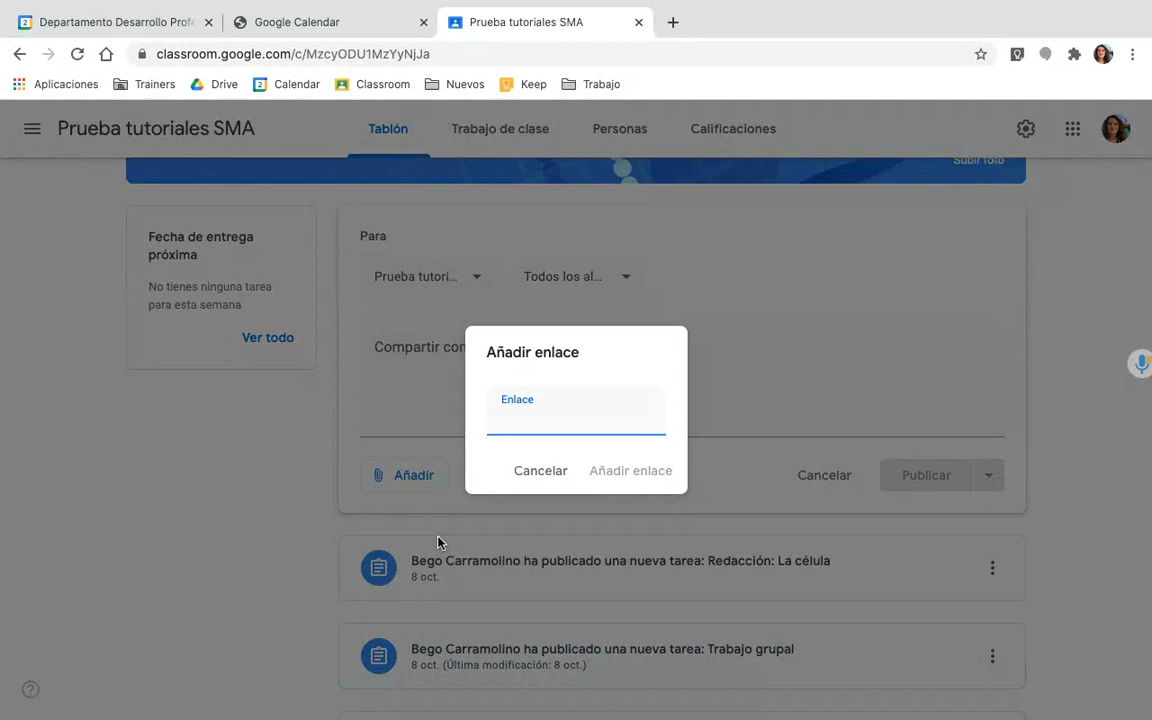 Departamento Desarrollo Profe
Google Calendar
Prueba tutoriales SMA
classroom.google.com/c/MzcyODU1MzYyNjJa
Aplicaciones
Trainers
Drive
Calendar
Classroom
Nuevos
Keep
Trabajo
Prueba tutoriales SMA
Tablón
Trabajo de clase
Personas
Calificaciones
Subir foto
Fecha de entrega
próxima
No tienes ninguna tarea
para esta semana
Ver todo
Para
Prueba tutori...
Todos los al...
Compartir con
Añadir enlace
Enlace
Cancelar
Añadir enlace
Añadir
Cancelar
Publicar
Bego Carramolino ha publicado una nueva tarea: Redacción: La célula
8 oct.
Bego Carramolino ha publicado una nueva tarea: Trabajo grupal
8 oct. (Última modificación: 8 oct.)